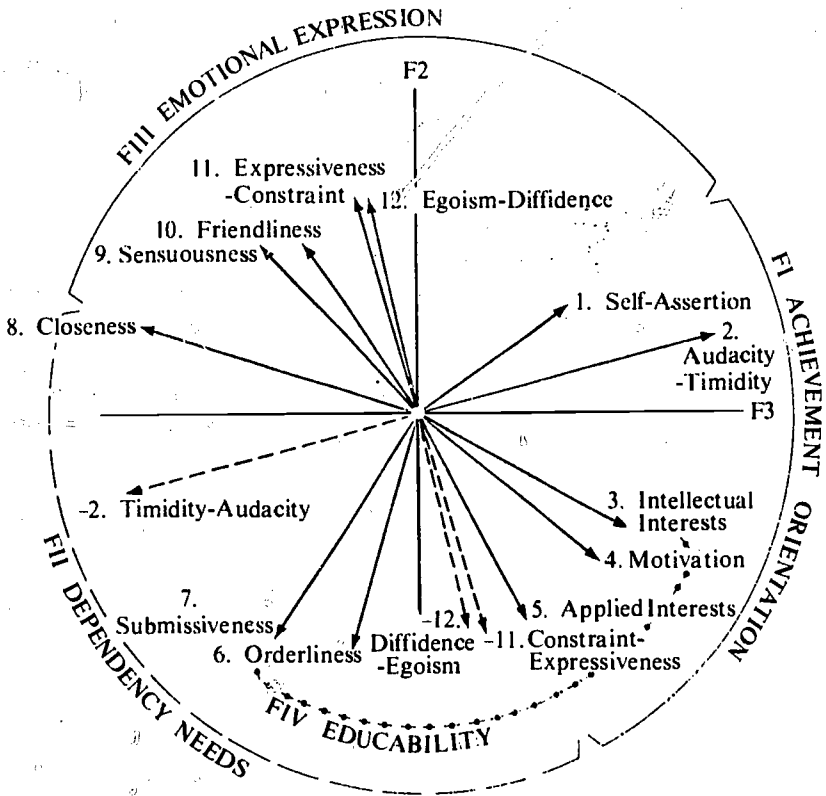 FIII EMOTIONAL EXPRESSION
F2
11. Expressiveness
-Constraint
12. Egoism-Diffidence
10. Friendliness
9. Sensuousness
8. Closeness
1. Self-Assertion
2.
Audacity
-Timidity
FI ACHIEVEMENT ORIENTATION
F3
-2. Timidity-Audacity
3. Intellectual
Interests
4. Motivation
5. Applied Interests
7.
Submissiveness
6. Orderliness
-12.
Diffidence
-Egoism
-11. Constraint-
Expressiveness
FIV EDUCABILITY
FII DEPENDENCY NEEDS